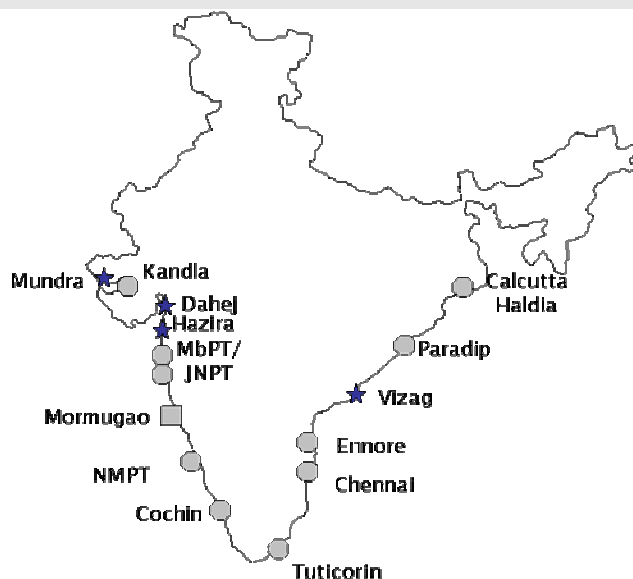 Mundra
Kandla
Dahej
Hazira
MbPT/
JNPT
Mormugao
NMPT
Cochin
Tuticorin
Calcutta
Haldia
Paradip
Vizag
Ennore
Chennai